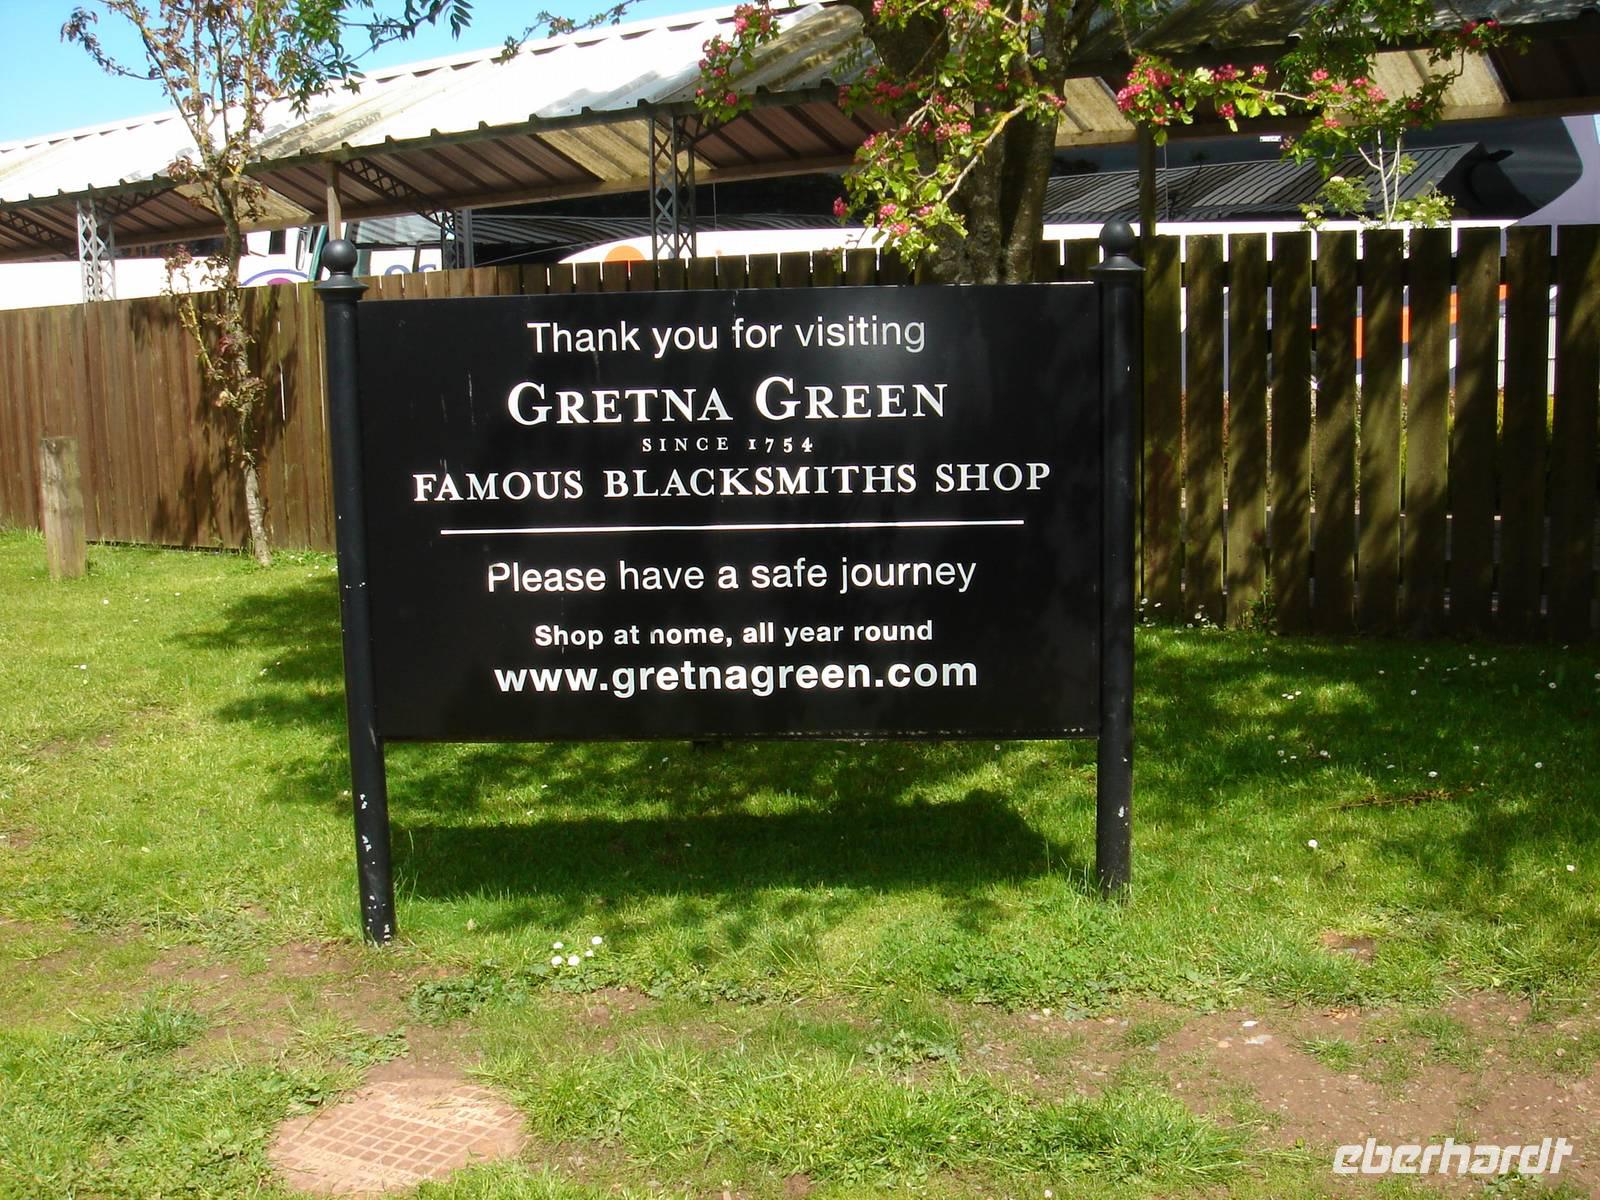 Thank you for visiting
GRETNA GREEN
SINCE 1754
FAMOUS BLACKSMITHS SHOP
Please have a safe journey
Shop at nome, all year round
www.gretnagreen.com
eberhardt